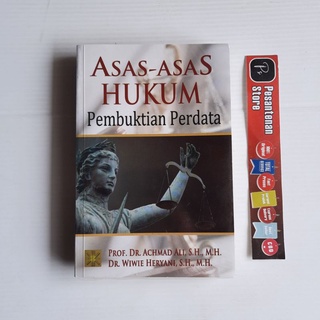 ASAS-ASAS
HUKUM
Pembuktian Perdata
PROF. DR. ACHMAD ALI, S.H., M.H.
DR. WIWIE HERYANI, S.H., M.H.
Pesantenan
Store